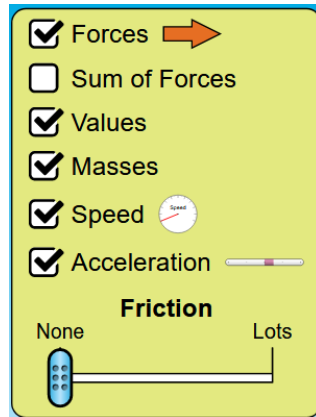 Forces
Sum of Forces
Values
Masses
Speed Speed
Acceleration
Friction
None Lots